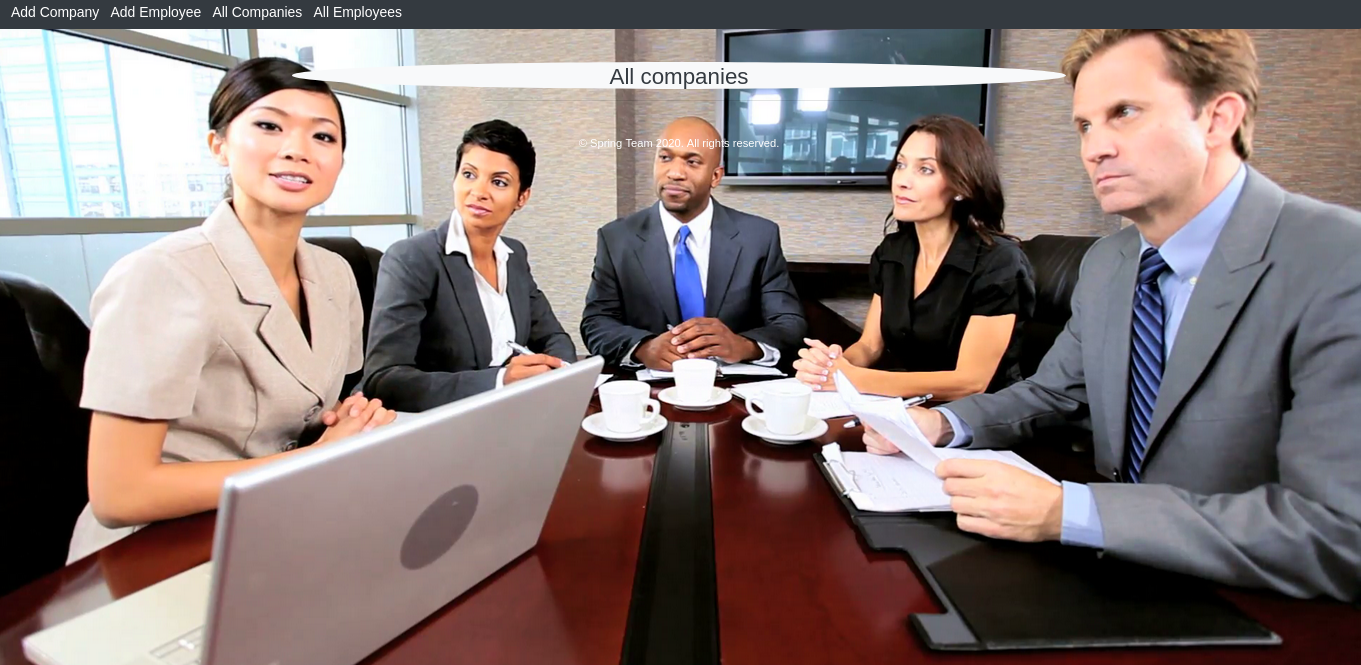 Add Company Add Employee All Companies All Employees
All companies
© Spring Team 2020. All rights reserved.